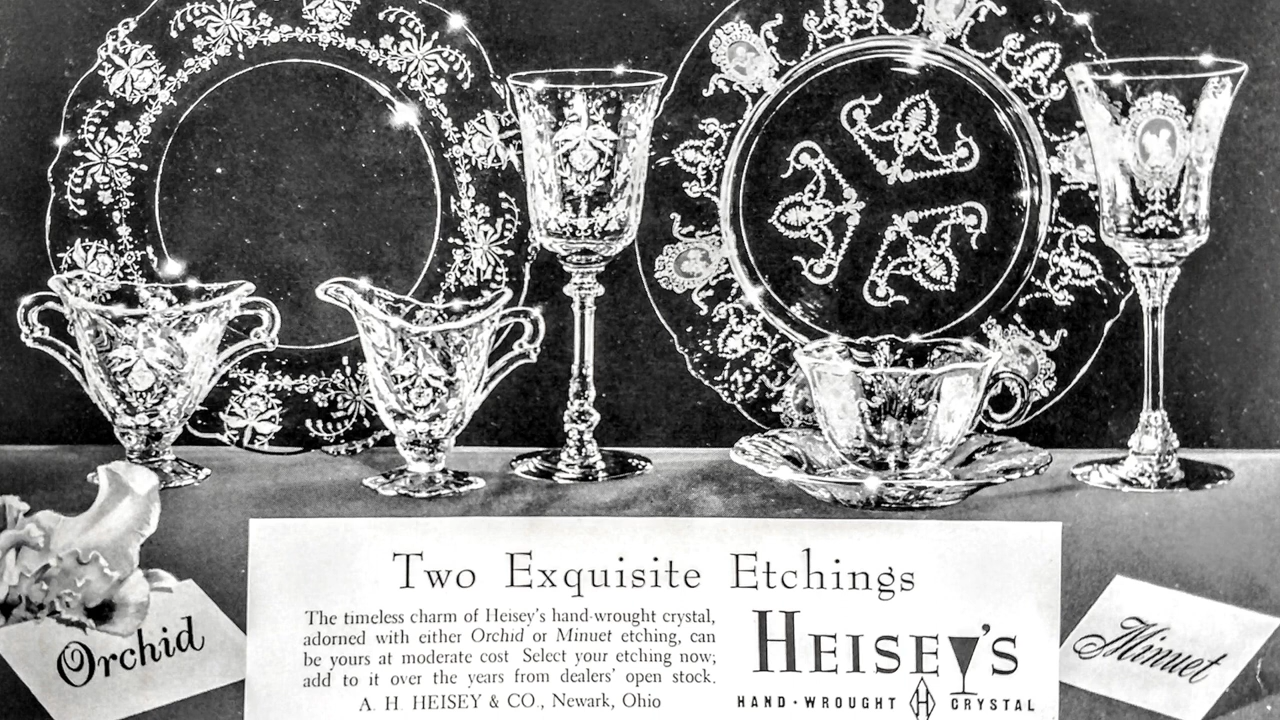 Two Exquisite Etchings
The timeless charm of Heisey's hand-wrought crystal,
adorned with either Orchid or Minuet etching, can
be yours at moderate cost Select your etching now;
add to it over the years from dealers' open stock.
A. H. HEISEY & CO., Newark, Ohio
HEISEY'S
HAND·WROUGHT H CRYSTAL
Orchid
Minuet